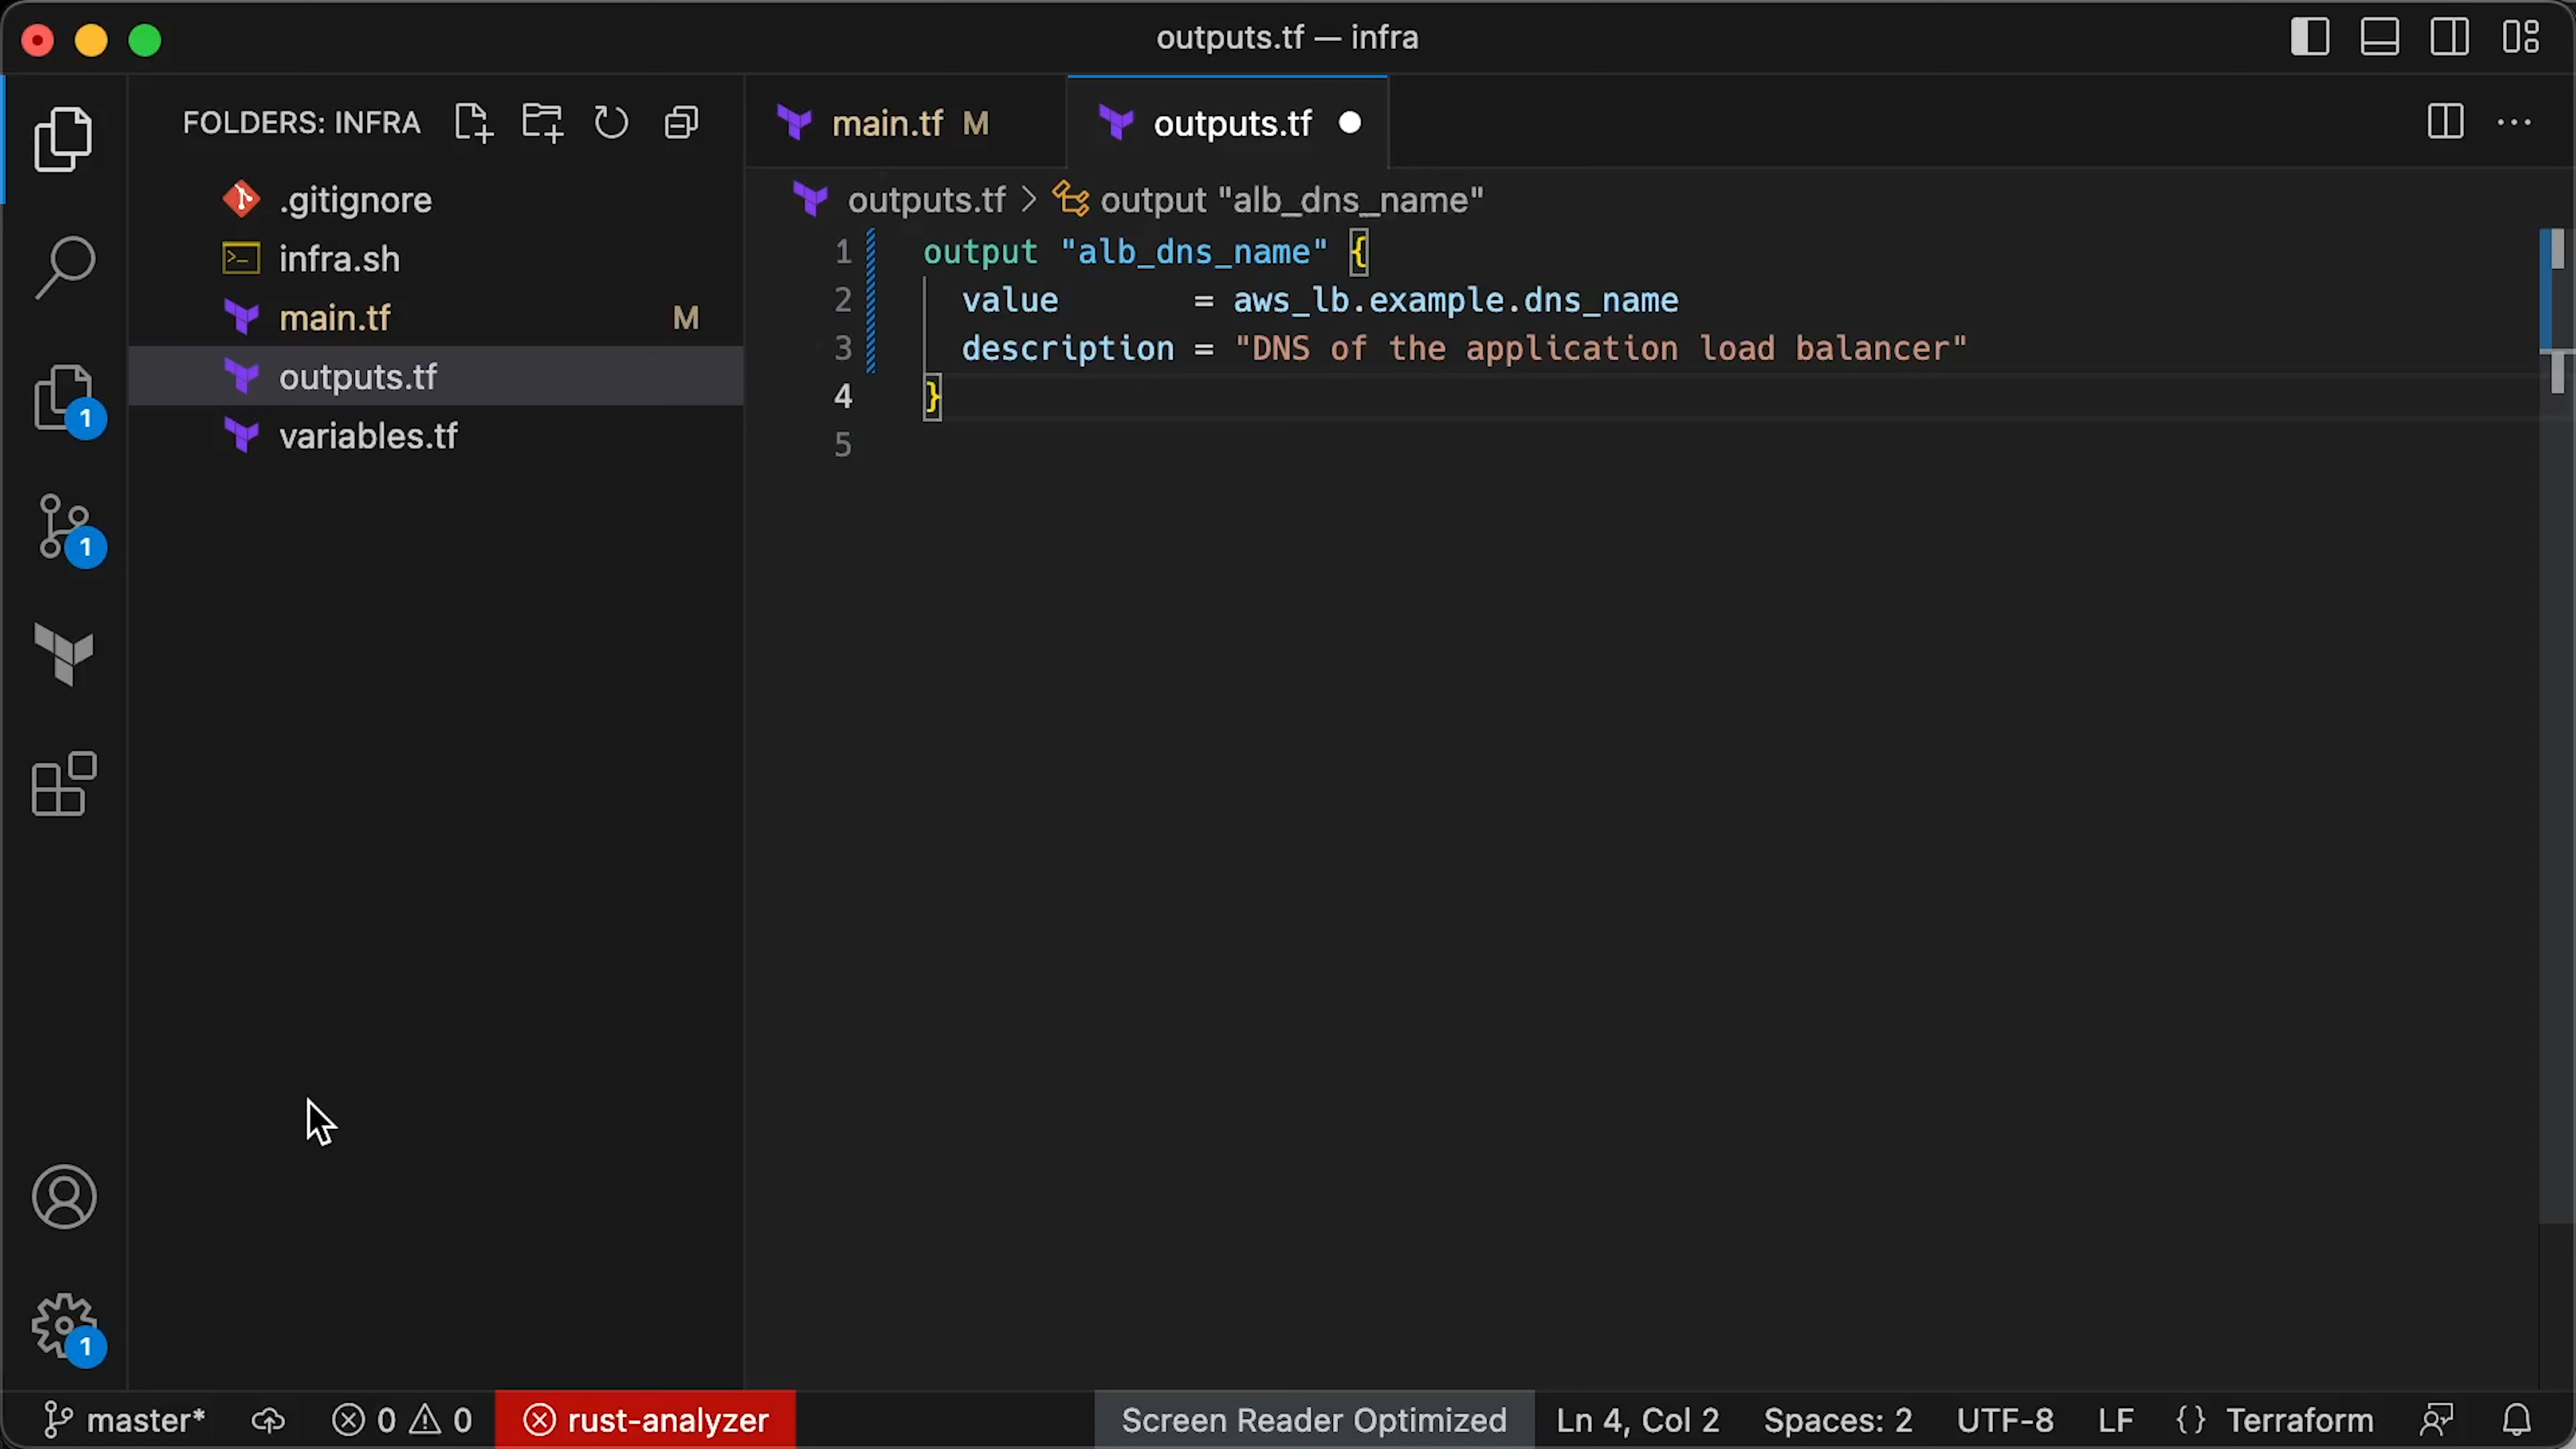 outputs.tf — infra
FOLDERS: INFRA
.gitignore
infra.sh
main.tf M
outputs.tf
variables.tf
1
1
1
main.tf M
outputs.tf
outputs.tf > output "alb_dns_name"
1 output "alb_dns_name" {
2 value = aws_lb.example.dns_name
3 description = "DNS of the application load balancer"
4 }
5
master* 0 0 rust-analyzer Screen Reader Optimized Ln 4, Col 2 Spaces: 2 UTF-8 LF {} Terraform